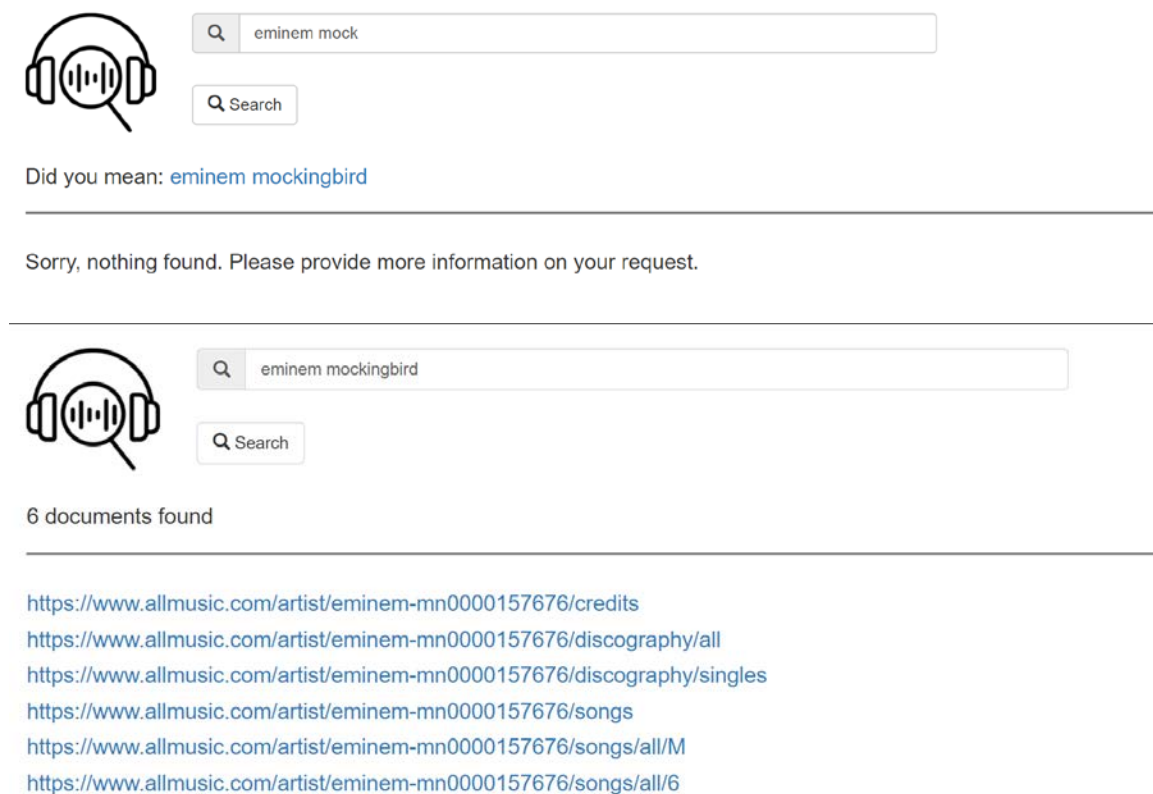 eminem mock
Search
Did you mean: eminem mockingbird
Sorry, nothing found. Please provide more information on your request.
eminem mockingbird
Search
6 documents found
https://www.allmusic.com/artist/eminem-mn0000157676/credits
https://www.allmusic.com/artist/eminem-mn0000157676/discography/all
https://www.allmusic.com/artist/eminem-mn0000157676/discography/singles
https://www.allmusic.com/artist/eminem-mn0000157676/songs
https://www.allmusic.com/artist/eminem-mn0000157676/songs/all/M
https://www.allmusic.com/artist/eminem-mn0000157676/songs/all/6